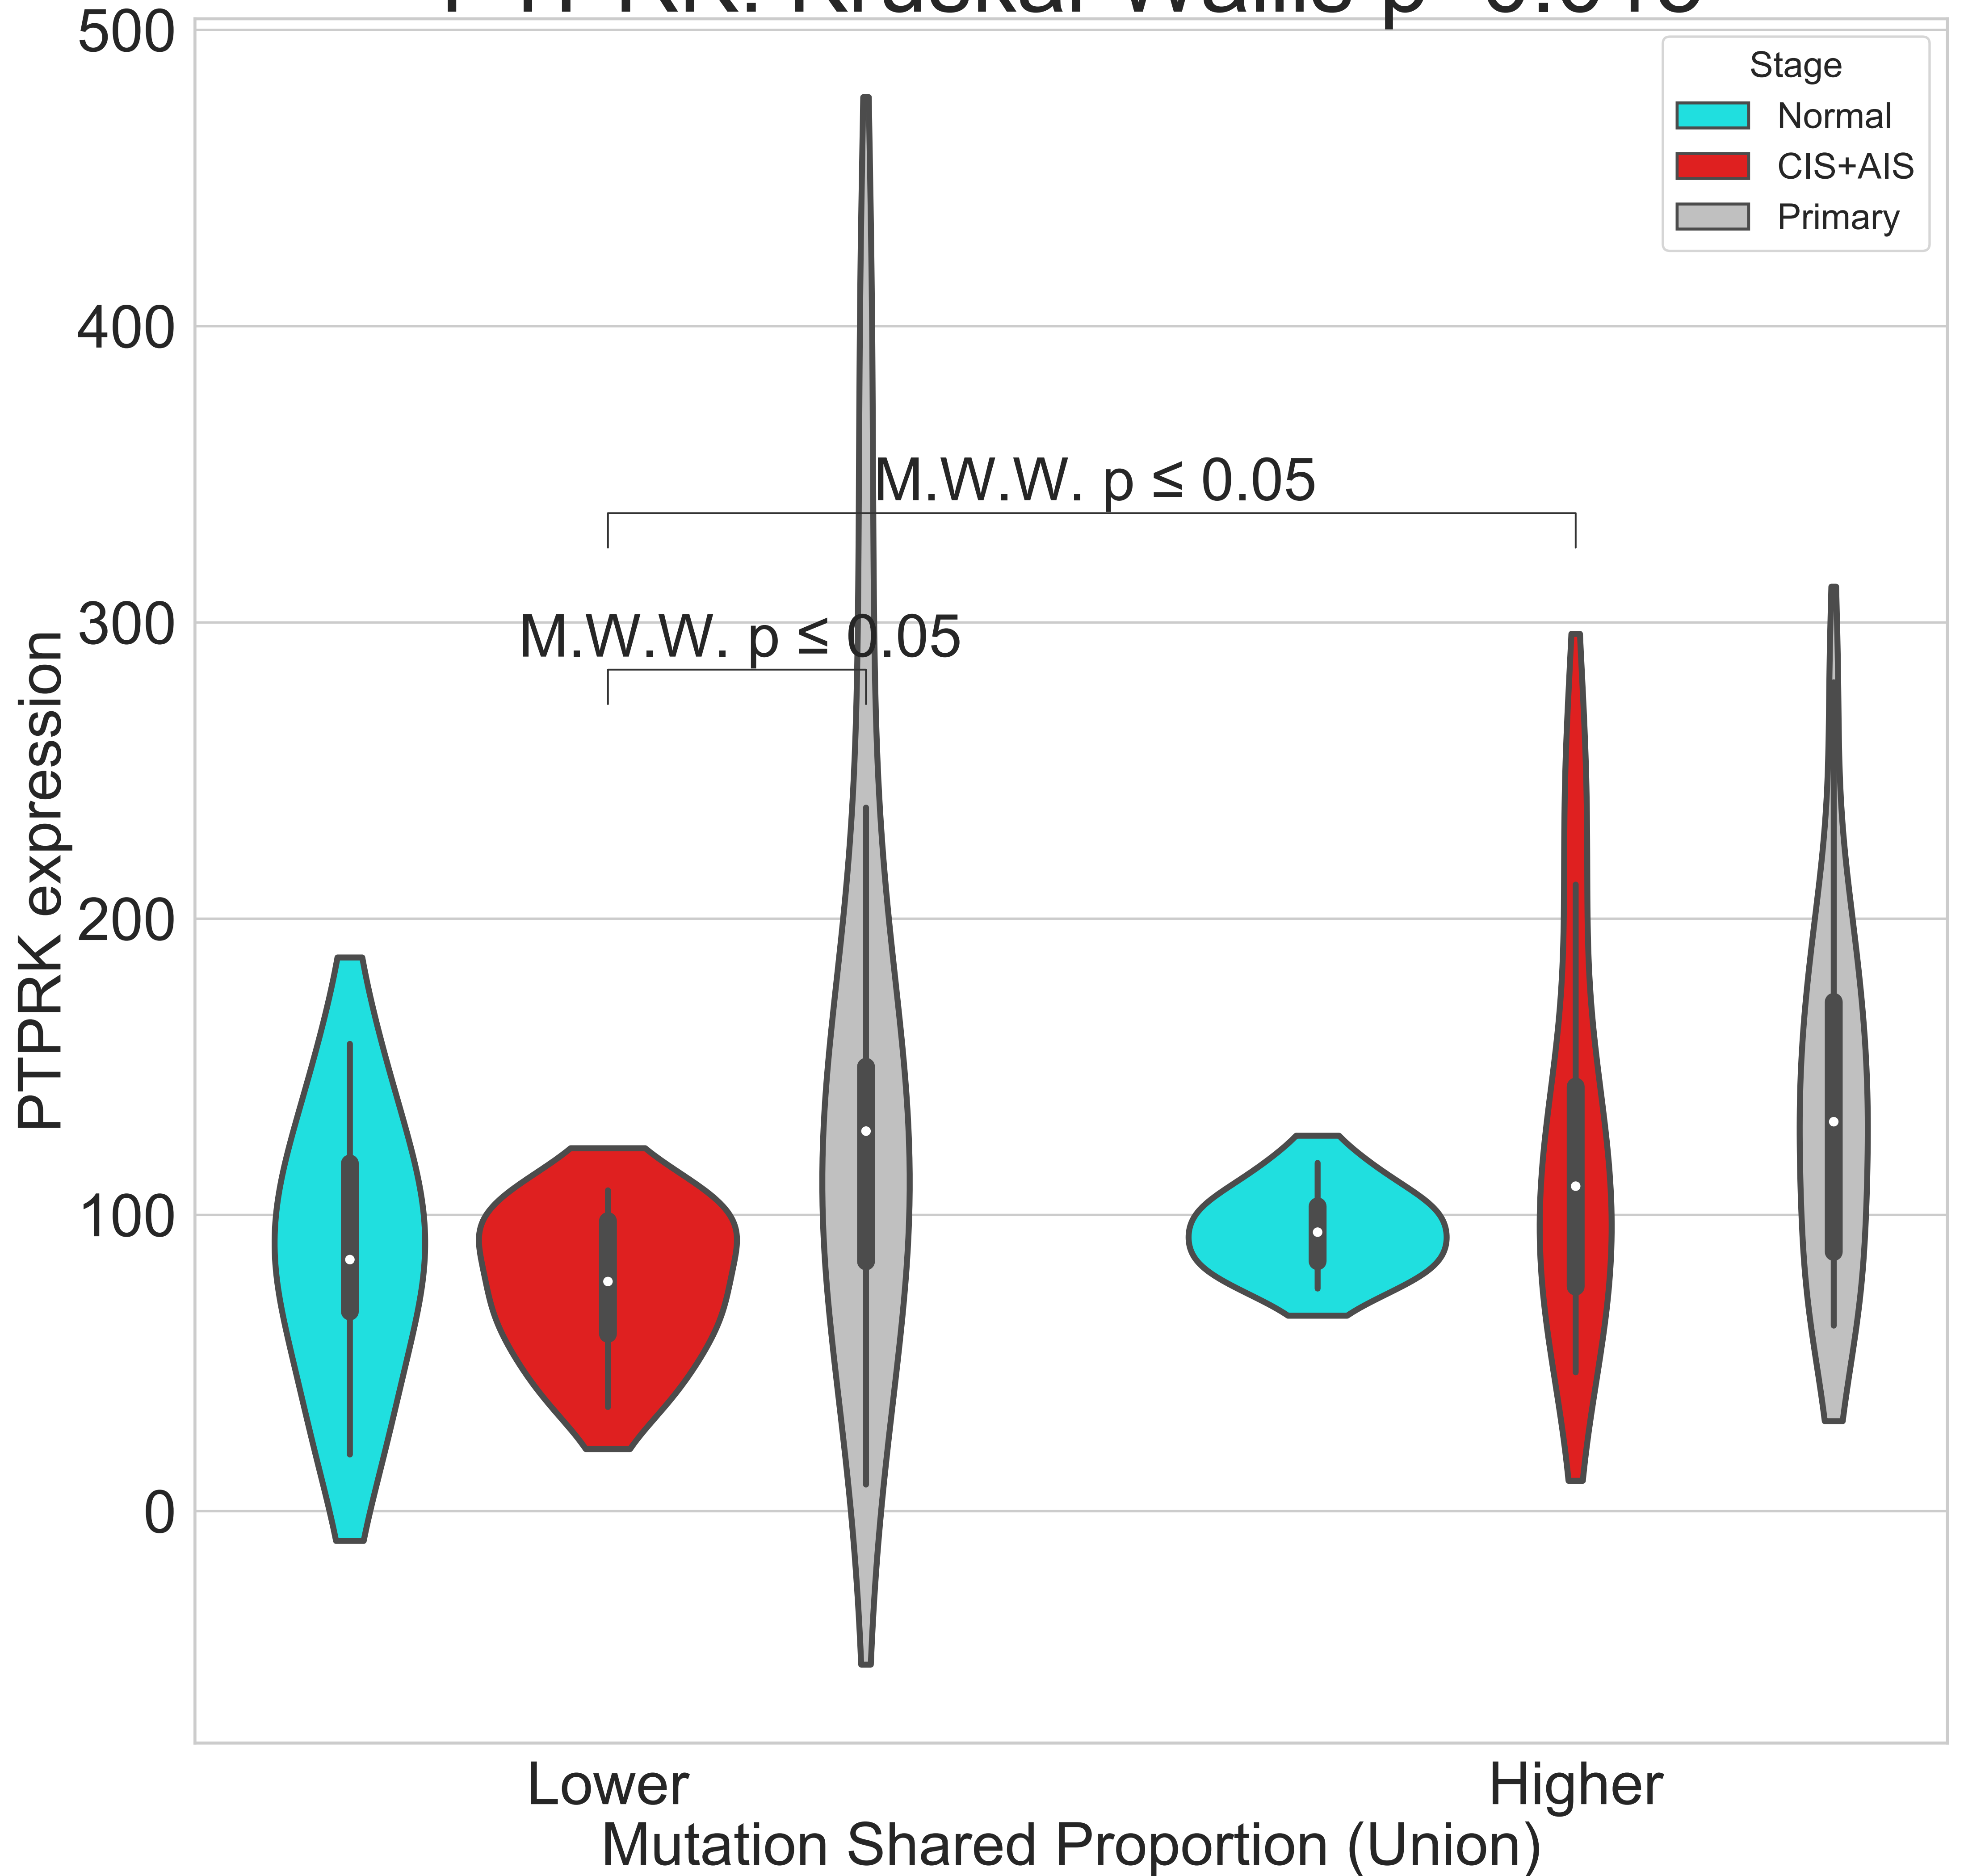 500
Stage
Normal
CIS+AIS
Primary
400
M.W.W. p ≤ 0.05
300
M.W.W. p ≤ 0.05
PTPRK expression
200
100
0
Lower
Higher
Mutation Shared Proportion (Union)